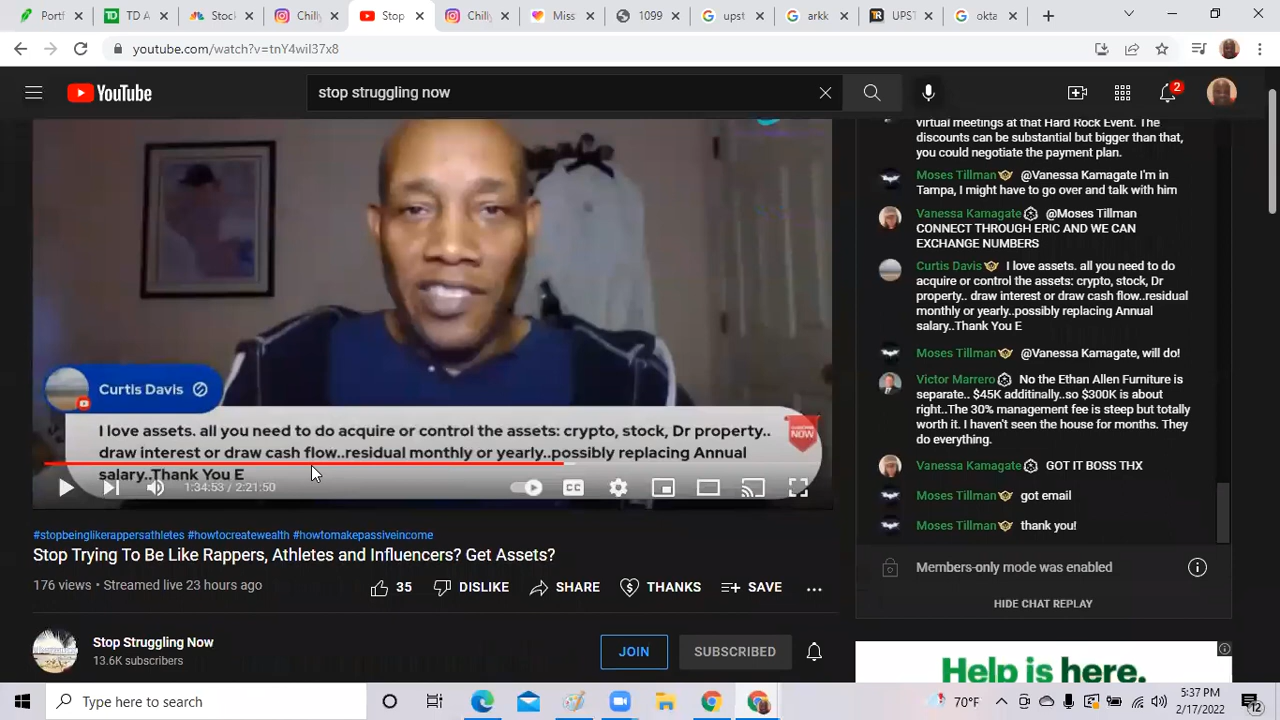 Portf
TD A
Stock
Chilly
Stop
Chilly
Miss
1099
upst
arkk
UPST
okta
youtube.com/watch?v=tnY4wil37x8
YouTube
stop struggling now
2
virtual meetings at that Hard Rock Event. The
discounts can be substantial but bigger than that,
you could negotiate the payment plan.
Moses Tillman @Vanessa Kamagate I'm in
Tampa, I might have to go over and talk with him
Vanessa Kamagate @Moses Tillman
CONNECT THROUGH ERIC AND WE CAN
EXCHANGE NUMBERS
Curtis Davis I love assets. all you need to do
acquire or control the assets: crypto, stock, Dr
property.. draw interest or draw cash flow..residual
monthly or yearly..possibly replacing Annual
salary..Thank You E
Moses Tillman @Vanessa Kamagate, will do!
Victor Marrero No the Ethan Allen Furniture is
separate.. $45K additinally..so $300K is about
right..The 30% management fee is steep but totally
worth it. I haven't seen the house for months. They
do everything.
Vanessa Kamagate GOT IT BOSS THX
Moses Tillman got email
Moses Tillman thank you!
Members-only mode was enabled
HIDE CHAT REPLAY
Curtis Davis
I love assets. all you need to do acquire or control the assets: crypto, stock, Dr property..
draw interest or draw cash flow..residual monthly or yearly..possibly replacing Annual
salary..Thank You E
NOW
1:34:53 / 2:21:50
CC
#stopbeinglikerappersathletes #howtocreatewealth #howtomakepassiveincome
Stop Trying To Be Like Rappers, Athletes and Influencers? Get Assets?
176 views • Streamed live 23 hours ago
35
DISLIKE
SHARE
THANKS
SAVE
Stop Struggling Now
13.6K subscribers
JOIN
SUBSCRIBED
Help is here.
Type here to search
70°F
5:37 PM
2/17/2022
12